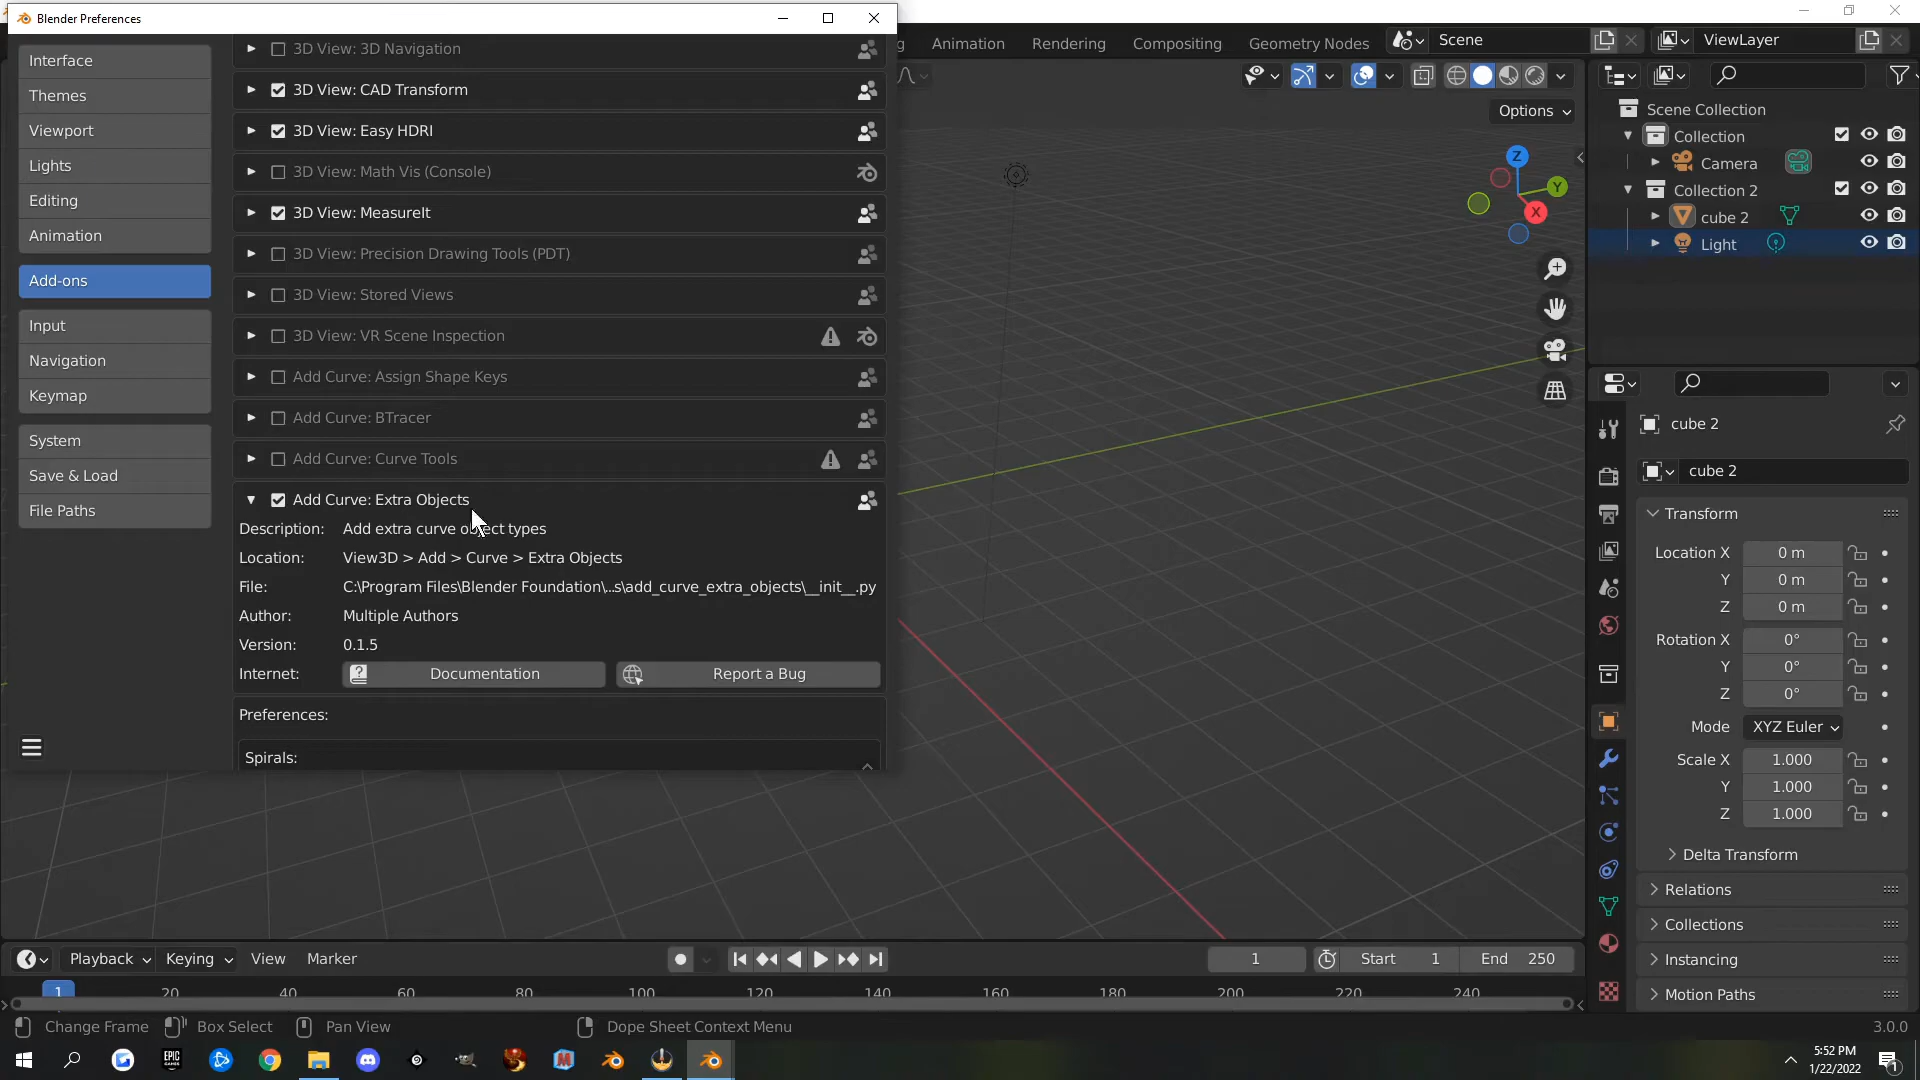 Blender Preferences
Interface
Themes
Viewport
Lights
Editing
Animation
Add-ons
Input
Navigation
Keymap
System
Save & Load
File Paths
3D View: 3D Navigation
3D View: CAD Transform
3D View: Easy HDRI
3D View: Math Vis (Console)
3D View: MeasureIt
3D View: Precision Drawing Tools (PDT)
3D View: Stored Views
3D View: VR Scene Inspection
Add Curve: Assign Shape Keys
Add Curve: BTracer
Add Curve: Curve Tools
Add Curve: Extra Objects
Description: Add extra curve object types
Location: View3D > Add > Curve > Extra Objects
File: C:\Program Files\Blender Foundation\..s\add_curve_extra_objects\__init__.py
Author: Multiple Authors
Version: 0.1.5
Internet: Documentation Report a Bug
Preferences:
Spirals:
g Animation Rendering Compositing Geometry Nodes Scene ViewLayer
Options
Z
Y
X
Scene Collection
Collection
Camera
Collection 2
cube 2
Light
cube 2
cube 2
Transform
Location X 0 m
Y 0 m
Z 0 m
Rotation X 0°
Y 0°
Z 0°
Mode XYZ Euler
Scale X 1.000
Y 1.000
Z 1.000
Delta Transform
Relations
Collections
Instancing
Motion Paths
Playback Keying View Marker 1 Start 1 End 250
1 20 40 60 80 100 120 140 160 180 200 220 240
Change Frame Box Select Pan View Dope Sheet Context Menu 3.0.0
EPIC GAMES
5:52 PM
1/22/2022
1